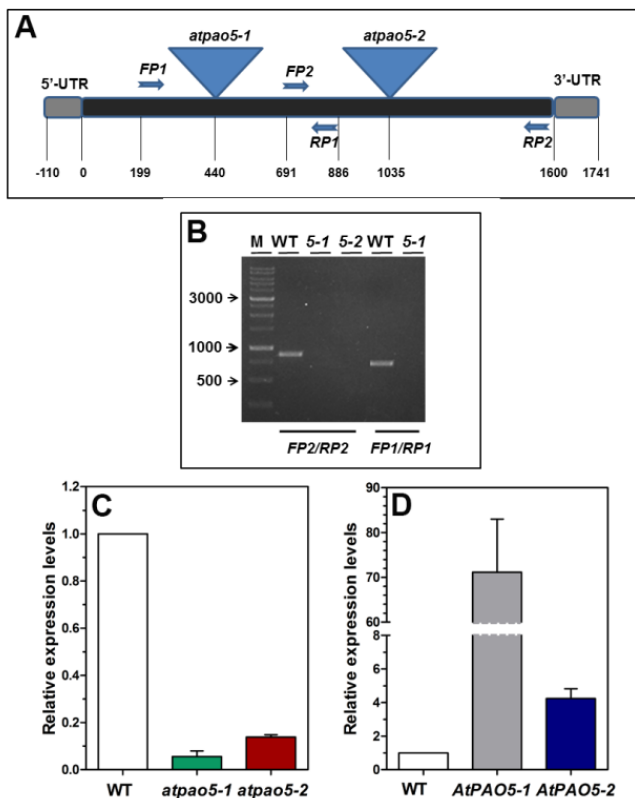 A
atpao5-1 atpao5-2
5'-UTR FP1 FP2 3'-UTR
RP1 RP2
-110 0 199 440 691 886 1035 1600 1741
B
M WT 5-1 5-2 WT 5-1
3000
1000
500
FP2/RP2 FP1/RP1
C
Relative expression levels
1.2
1.0
0.8
0.6
0.4
0.2
0.0
WT atpao5-1 atpao5-2
D
Relative expression levels
90
80
70
60
8
6
4
2
0
WT AtPAO5-1 AtPAO5-2